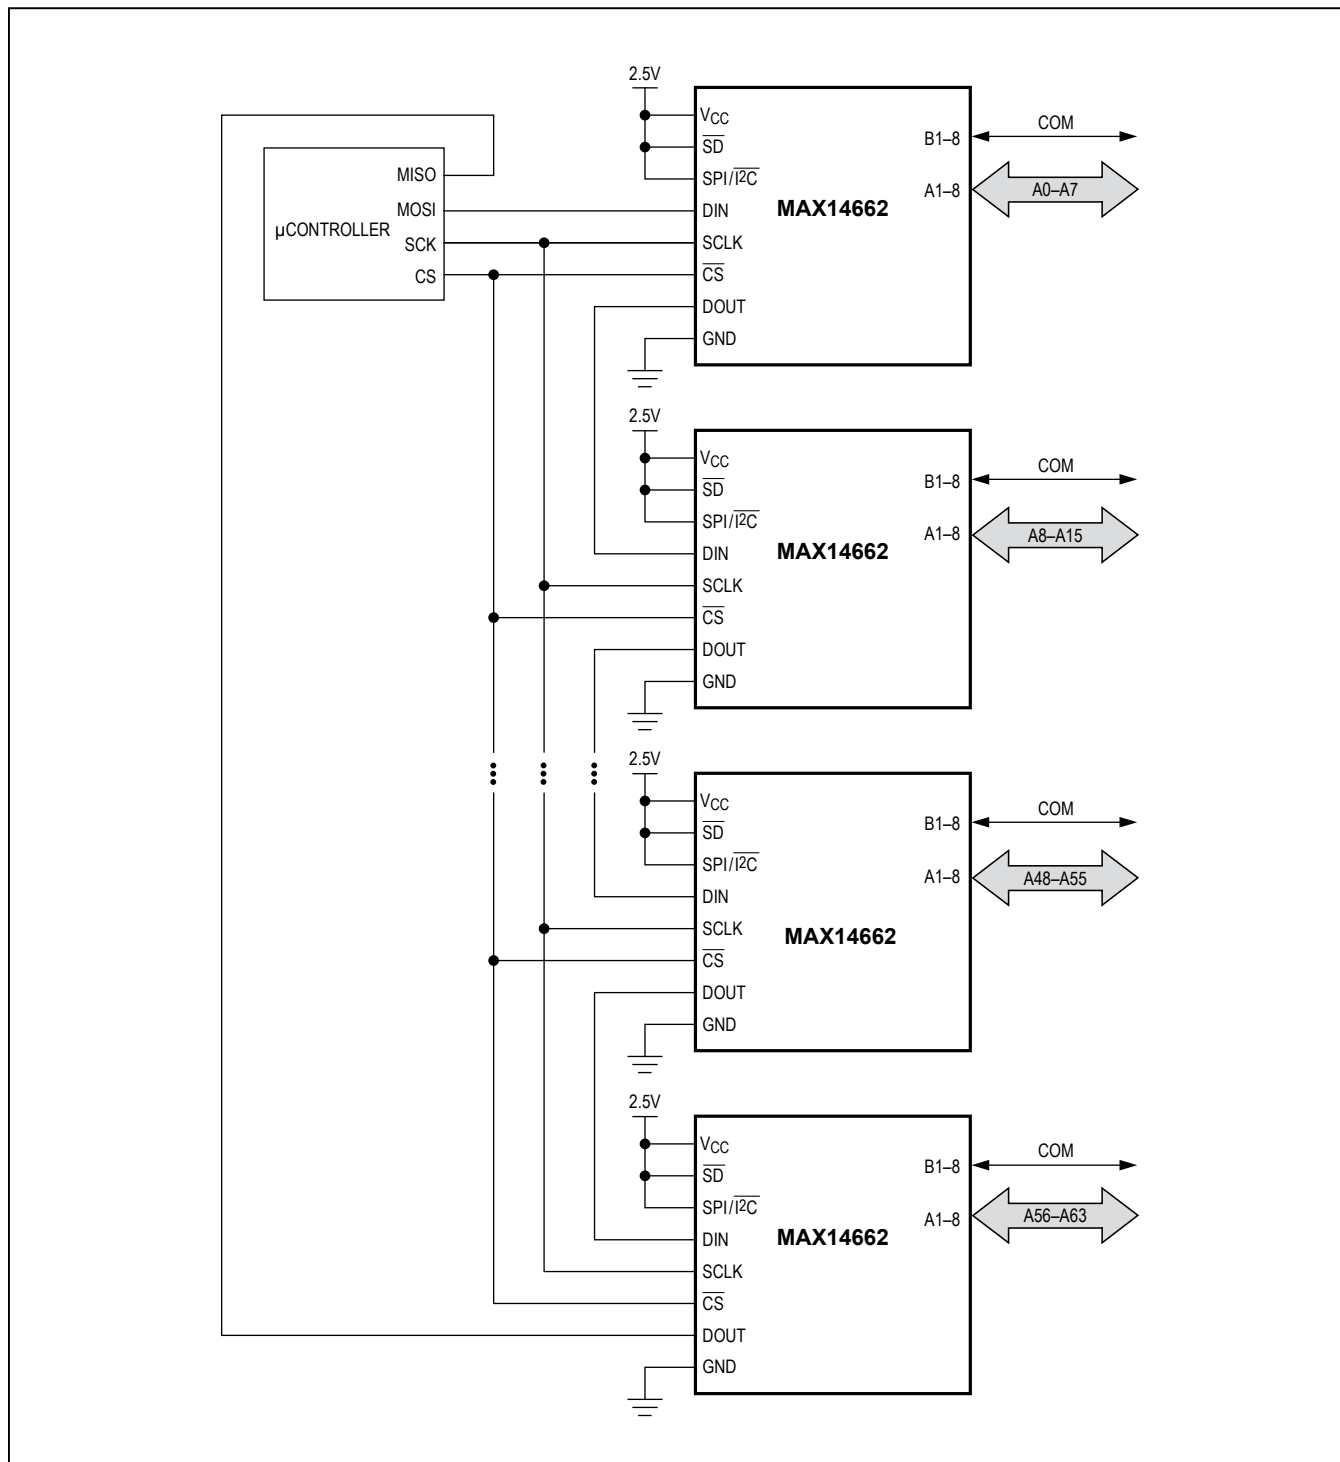 2.5V
VCC
SD
SPI/I2C
DIN
SCLK
CS
DOUT
GND
MAX14662
B1–8
A1–8
COM
A0–A7
MISO
MOSI
SCK
CS
µCONTROLLER
2.5V
VCC
SD
SPI/I2C
DIN
SCLK
CS
DOUT
GND
MAX14662
B1–8
A1–8
COM
A8–A15
2.5V
VCC
SD
SPI/I2C
DIN
SCLK
CS
DOUT
GND
MAX14662
B1–8
A1–8
COM
A48–A55
2.5V
VCC
SD
SPI/I2C
DIN
SCLK
CS
DOUT
GND
MAX14662
B1–8
A1–8
COM
A56–A63